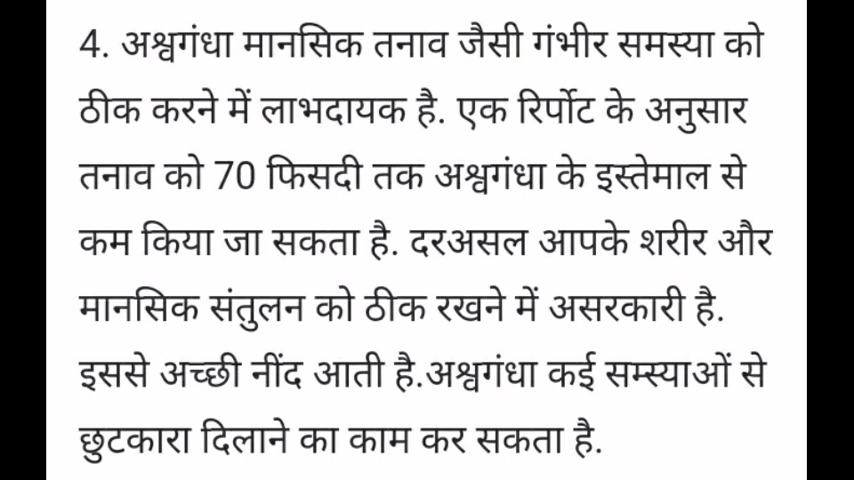 4. अश्वगंधा मानसिक तनाव जैसी गंभीर समस्या को
ठीक करने में लाभदायक है. एक रिर्पोट के अनुसार
तनाव को 70 फिसदी तक अश्वगंधा के इस्तेमाल से
कम किया जा सकता है. दरअसल आपके शरीर और
मानसिक संतुलन को ठीक रखने में असरकारी है.
इससे अच्छी नींद आती है.अश्वगंधा कई सम्स्याओं से
छुटकारा दिलाने का काम कर सकता है.